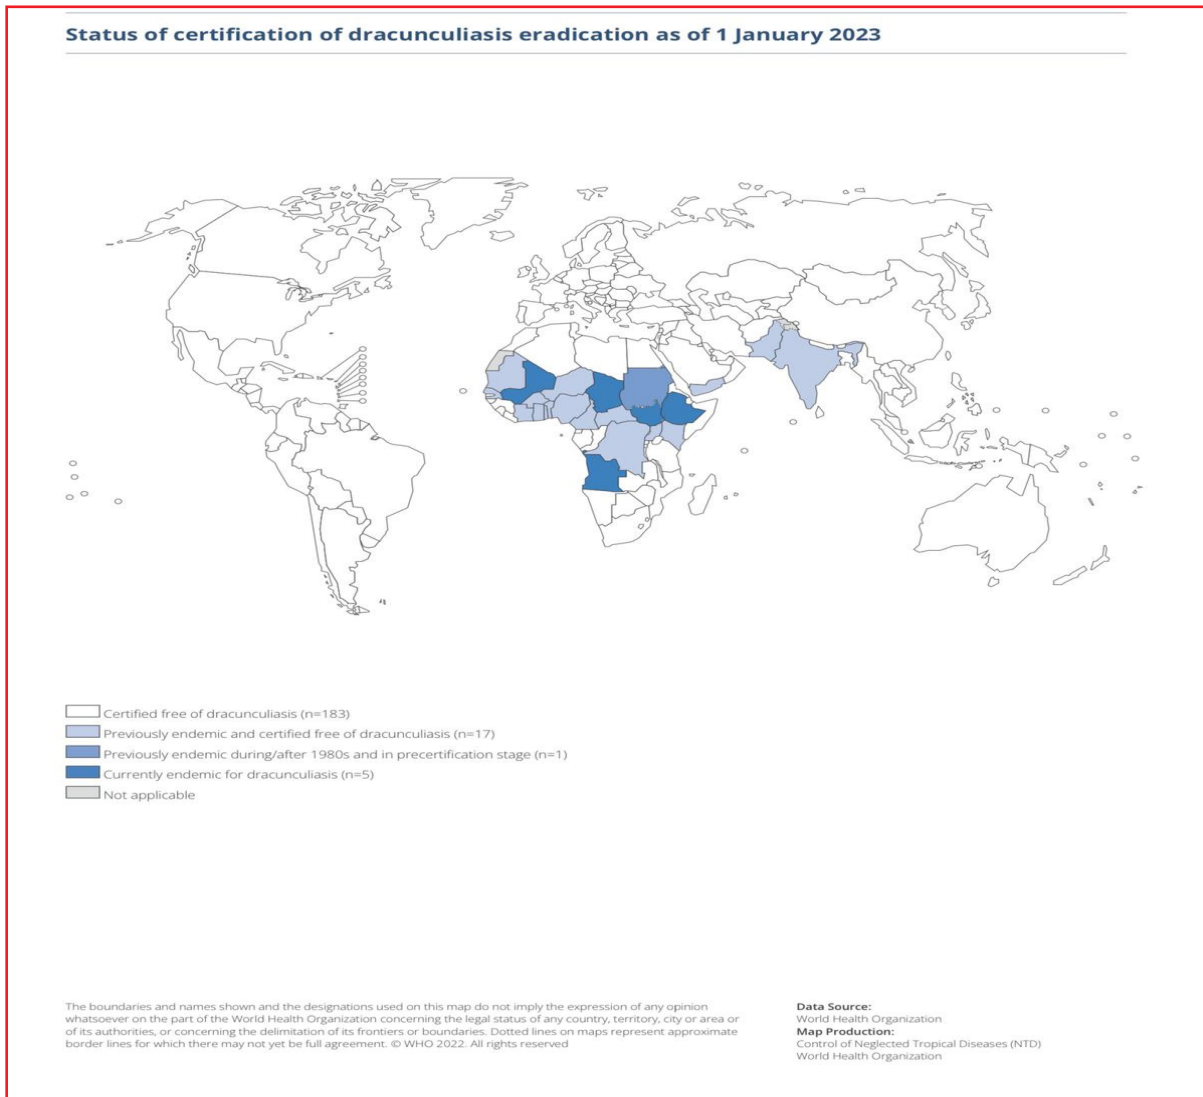 Status of certification of dracunculiasis eradication as of 1 January 2023
Certified free of dracunculiasis (n=183)
Previously endemic and certified free of dracunculiasis (n=17)
Previously endemic during/after 1980s and in precertification stage (n=1)
Currently endemic for dracunculiasis (n=5)
Not applicable
The boundaries and names shown and the designations used on this map do not imply the expression of any opinion
whatsoever on the part of the World Health Organization concerning the legal status of any country, territory, city or area or
of its authorities, or concerning the delimitation of its frontiers or boundaries. Dotted lines on maps represent approximate
border lines for which there may not yet be full agreement. © WHO 2022. All rights reserved
Data Source:
World Health Organization
Map Production:
Control of Neglected Tropical Diseases (NTD)
World Health Organization